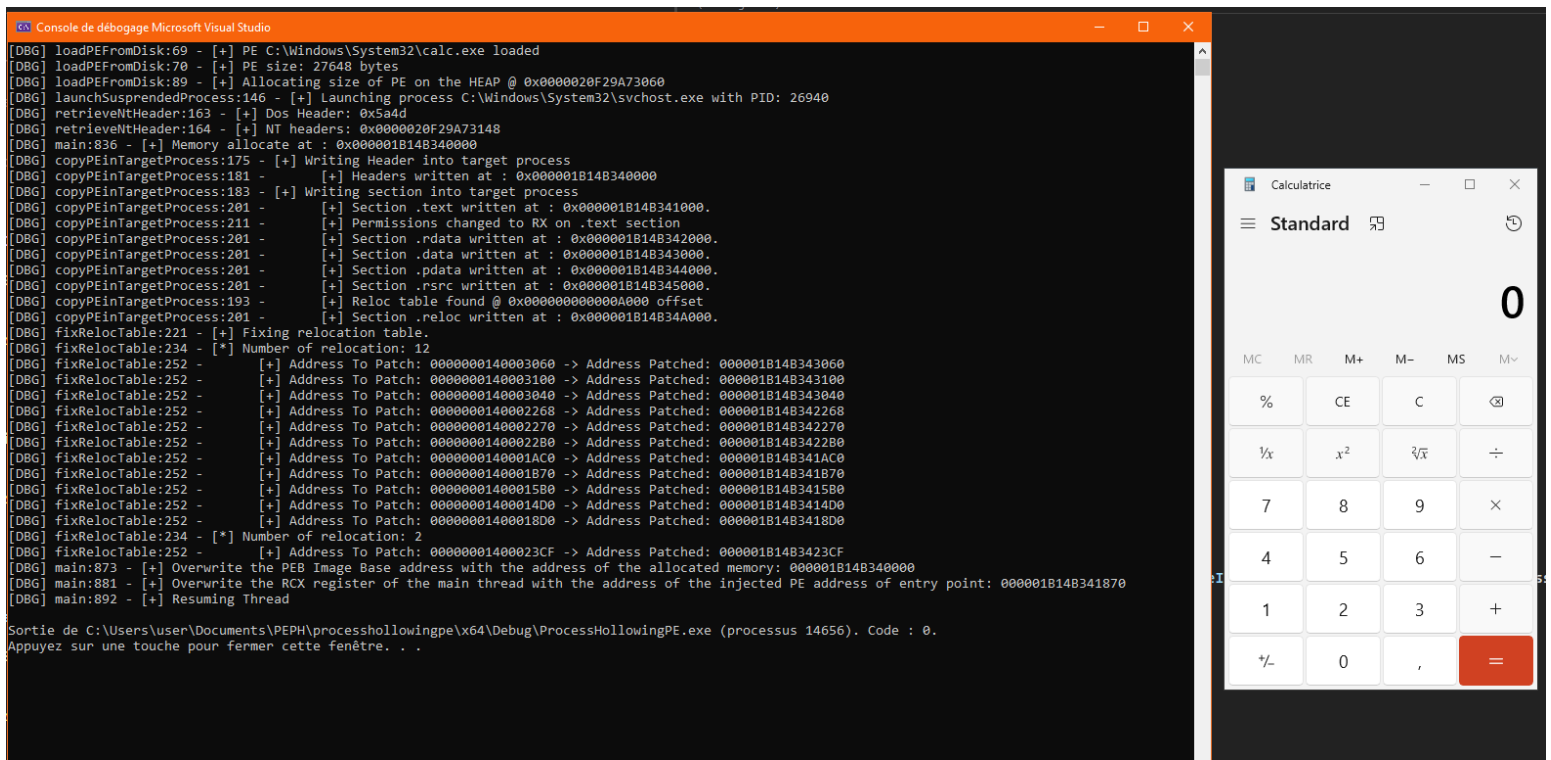 Console de débogage Microsoft Visual Studio
[DBG] loadPEFromDisk:69 - [+] PE C:\Windows\System32\calc.exe loaded
[DBG] loadPEFromDisk:70 - [+] PE size: 27648 bytes
[DBG] loadPEFromDisk:89 - [+] Allocating size of PE on the HEAP @ 0x0000020F29A73060
[DBG] launchSusprendedProcess:146 - [+] Launching process C:\Windows\System32\svchost.exe with PID: 26940
[DBG] retrieveNtHeader:163 - [+] Dos Header: 0x5a4d
[DBG] retrieveNtHeader:164 - [+] NT headers: 0x0000020F29A73148
[DBG] main:836 - [+] Memory allocate at : 0x000001B14B340000
[DBG] copyPEinTargetProcess:175 - [+] Writing Header into target process
[DBG] copyPEinTargetProcess:181 - [+] Headers written at : 0x000001B14B340000
[DBG] copyPEinTargetProcess:183 - [+] Writing section into target process
[DBG] copyPEinTargetProcess:201 - [+] Section .text written at : 0x000001B14B341000.
[DBG] copyPEinTargetProcess:211 - [+] Permissions changed to RX on .text section
[DBG] copyPEinTargetProcess:201 - [+] Section .rdata written at : 0x000001B14B342000.
[DBG] copyPEinTargetProcess:201 - [+] Section .data written at : 0x000001B14B343000.
[DBG] copyPEinTargetProcess:201 - [+] Section .pdata written at : 0x000001B14B344000.
[DBG] copyPEinTargetProcess:201 - [+] Section .rsrc written at : 0x000001B14B345000.
[DBG] copyPEinTargetProcess:193 - [+] Reloc table found @ 0x000000000000A000 offset
[DBG] copyPEinTargetProcess:201 - [+] Section .reloc written at : 0x000001B14B34A000.
[DBG] fixRelocTable:221 - [+] Fixing relocation table.
[DBG] fixRelocTable:234 - [*] Number of relocation: 12
[DBG] fixRelocTable:252 - [+] Address To Patch: 0000000140003060 -> Address Patched: 000001B14B343060
[DBG] fixRelocTable:252 - [+] Address To Patch: 0000000140003100 -> Address Patched: 000001B14B343100
[DBG] fixRelocTable:252 - [+] Address To Patch: 0000000140003040 -> Address Patched: 000001B14B343040
[DBG] fixRelocTable:252 - [+] Address To Patch: 0000000140002268 -> Address Patched: 000001B14B342268
[DBG] fixRelocTable:252 - [+] Address To Patch: 0000000140002270 -> Address Patched: 000001B14B342270
[DBG] fixRelocTable:252 - [+] Address To Patch: 00000001400022B0 -> Address Patched: 000001B14B3422B0
[DBG] fixRelocTable:252 - [+] Address To Patch: 0000000140001AC0 -> Address Patched: 000001B14B341AC0
[DBG] fixRelocTable:252 - [+] Address To Patch: 0000000140001B70 -> Address Patched: 000001B14B341B70
[DBG] fixRelocTable:252 - [+] Address To Patch: 00000001400015B0 -> Address Patched: 000001B14B3415B0
[DBG] fixRelocTable:252 - [+] Address To Patch: 00000001400014D0 -> Address Patched: 000001B14B3414D0
[DBG] fixRelocTable:252 - [+] Address To Patch: 00000001400018D0 -> Address Patched: 000001B14B3418D0
[DBG] fixRelocTable:234 - [*] Number of relocation: 2
[DBG] fixRelocTable:252 - [+] Address To Patch: 00000001400023CF -> Address Patched: 000001B14B3423CF
[DBG] main:873 - [+] Overwrite the PEB Image Base address with the address of the allocated memory: 000001B14B340000
[DBG] main:881 - [+] Overwrite the RCX register of the main thread with the address of the injected PE address of entry point: 000001B14B341870
[DBG] main:892 - [+] Resuming Thread
Sortie de C:\Users\user\Documents\PEPH\processhollowingpe\x64\Debug\ProcessHollowingPE.exe (processus 14656). Code : 0.
Appuyez sur une touche pour fermer cette fenêtre. . .
Calculatrice
Standard
0
MC MR M+ M− MS M˅
% CE C
⅟x x² ²√x ÷
7 8 9 ×
4 5 6 −
1 2 3 +
+/− 0 , =